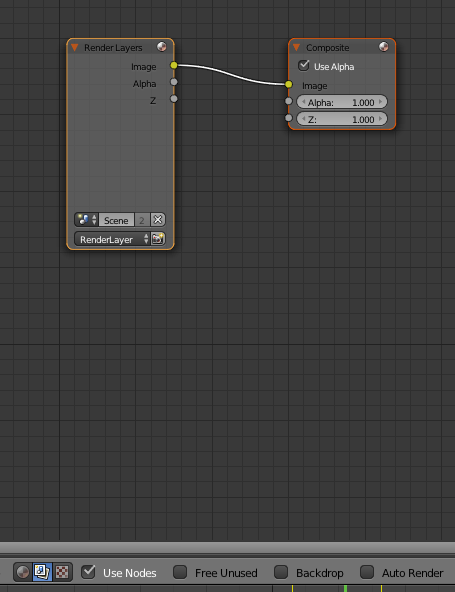 Render Layers
Image
Alpha
Z
Scene 2
RenderLayer
Composite
Use Alpha
Image
Alpha: 1.000
Z: 1.000
Use Nodes Free Unused Backdrop Auto Render